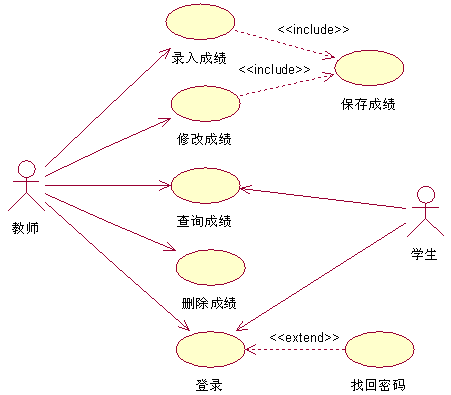 <<include>>
录入成绩
<<include>>
保存成绩
修改成绩
教师
查询成绩
学生
删除成绩
<<extend>>
登录
找回密码